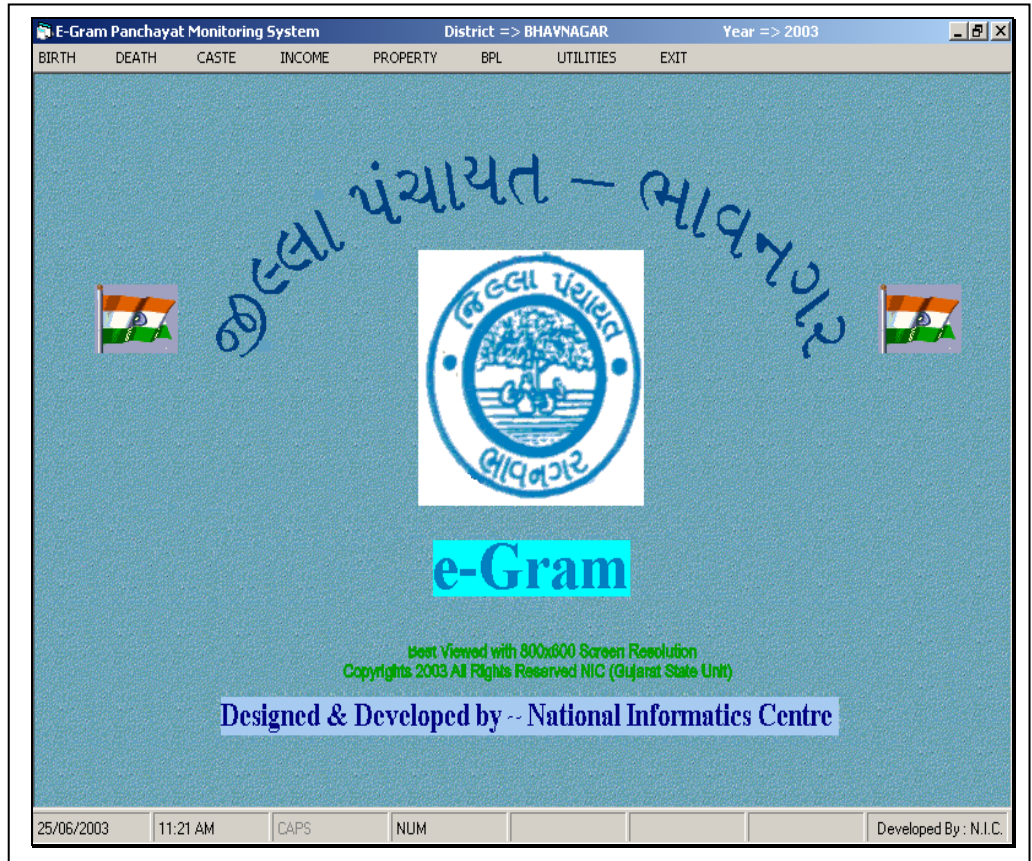 E-Gram Panchayat Monitoring System District => BHAVNAGAR Year => 2003
BIRTH DEATH CASTE INCOME PROPERTY BPL UTILITIES EXIT
જીલ્લા પંચાયત – ભાવનગર
જિલ્લા પંચાયત
ભાવનગર
e-Gram
Best Viewed with 800x600 Screen Resolution
Copyrights 2003 All Rights Reserved NIC (Gujarat State Unit)
Designed & Developed by -- National Informatics Centre
25/06/2003 11:21 AM CAPS NUM Developed By : N.I.C.